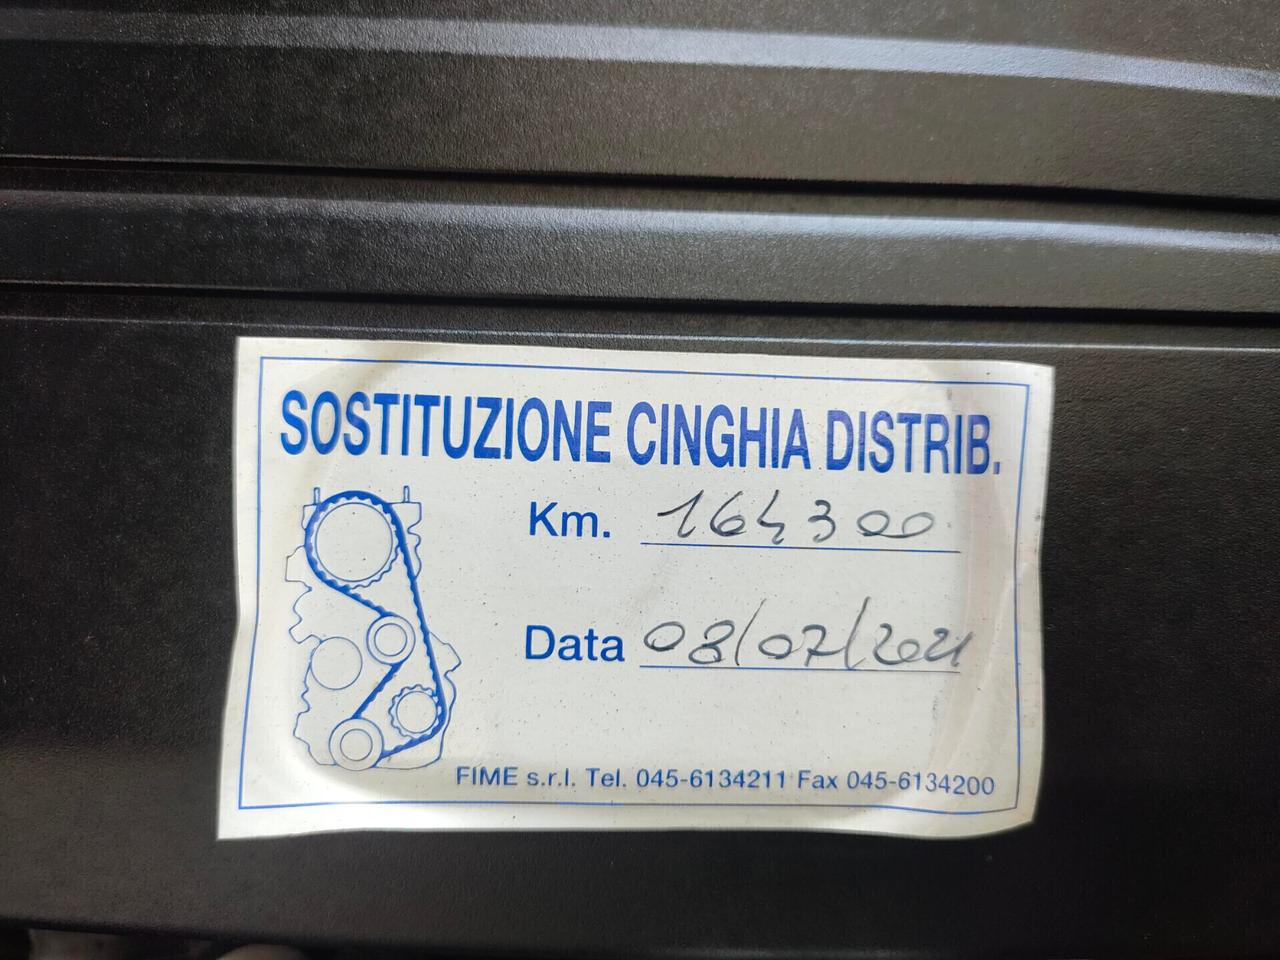 SOSTITUZIONE CINGHIA DISTRIB.
Km. 164300
Data 08/07/2021
FIME s.r.l. Tel. 045-6134211 Fax 045-6134200